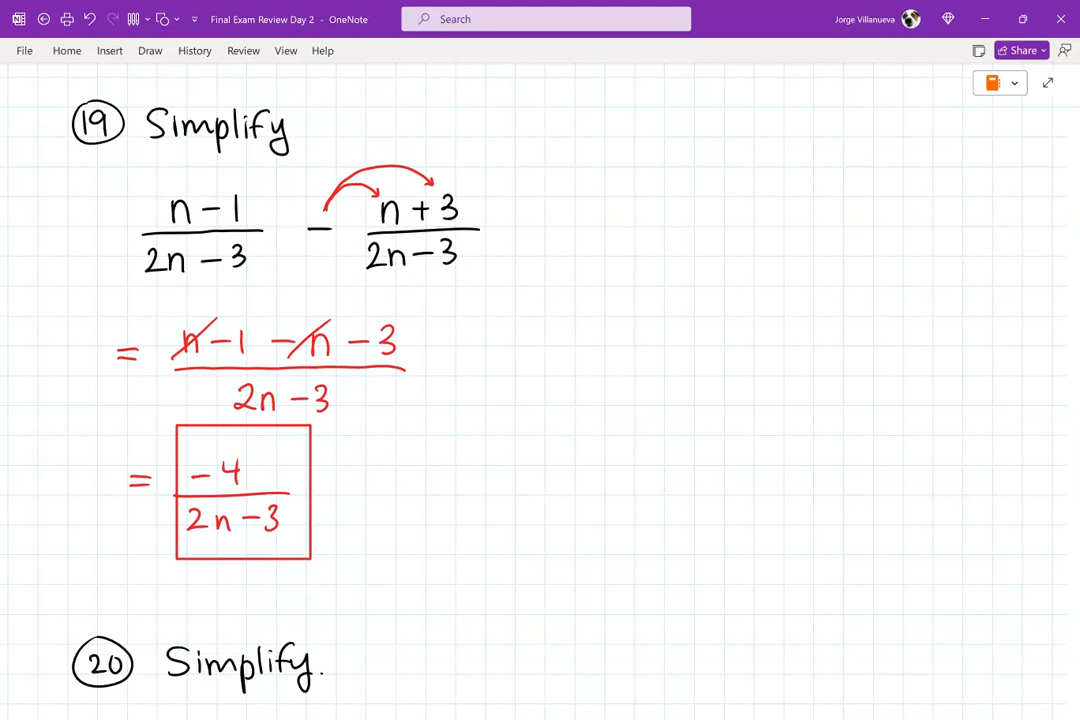 Final Exam Review Day 2 - OneNote
Search
Jorge Villanueva
File Home Insert Draw History Review View Help
Share
19 Simplify
n - 1 / 2n - 3 - n + 3 / 2n - 3
= n - 1 - n - 3 / 2n - 3
= -4 / 2n - 3
20 Simplify.